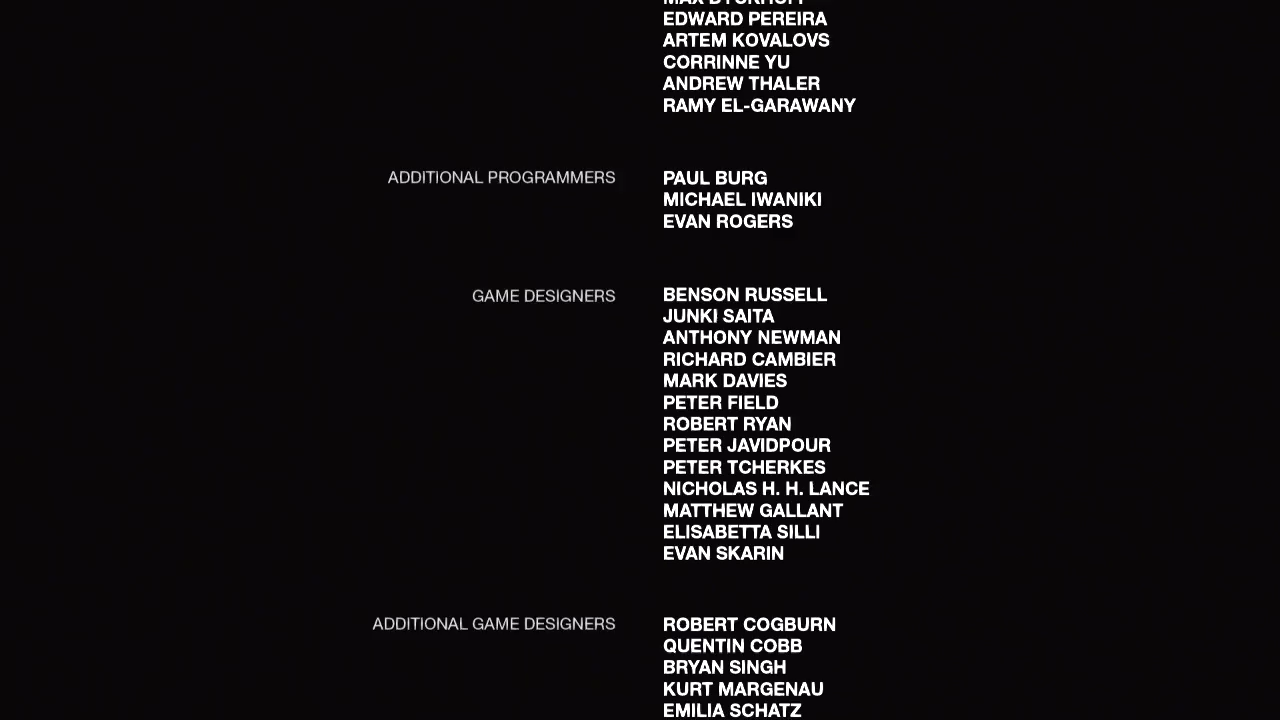 EDWARD PEREIRA
ARTEM KOVALOVS
CORRINNE YU
ANDREW THALER
RAMY EL-GARAWANY
ADDITIONAL PROGRAMMERS PAUL BURG
MICHAEL IWANIKI
EVAN ROGERS
GAME DESIGNERS BENSON RUSSELL
JUNKI SAITA
ANTHONY NEWMAN
RICHARD CAMBIER
MARK DAVIES
PETER FIELD
ROBERT RYAN
PETER JAVIDPOUR
PETER TCHERKES
NICHOLAS H. H. LANCE
MATTHEW GALLANT
ELISABETTA SILLI
EVAN SKARIN
ADDITIONAL GAME DESIGNERS ROBERT COGBURN
QUENTIN COBB
BRYAN SINGH
KURT MARGENAU
EMILIA SCHATZ